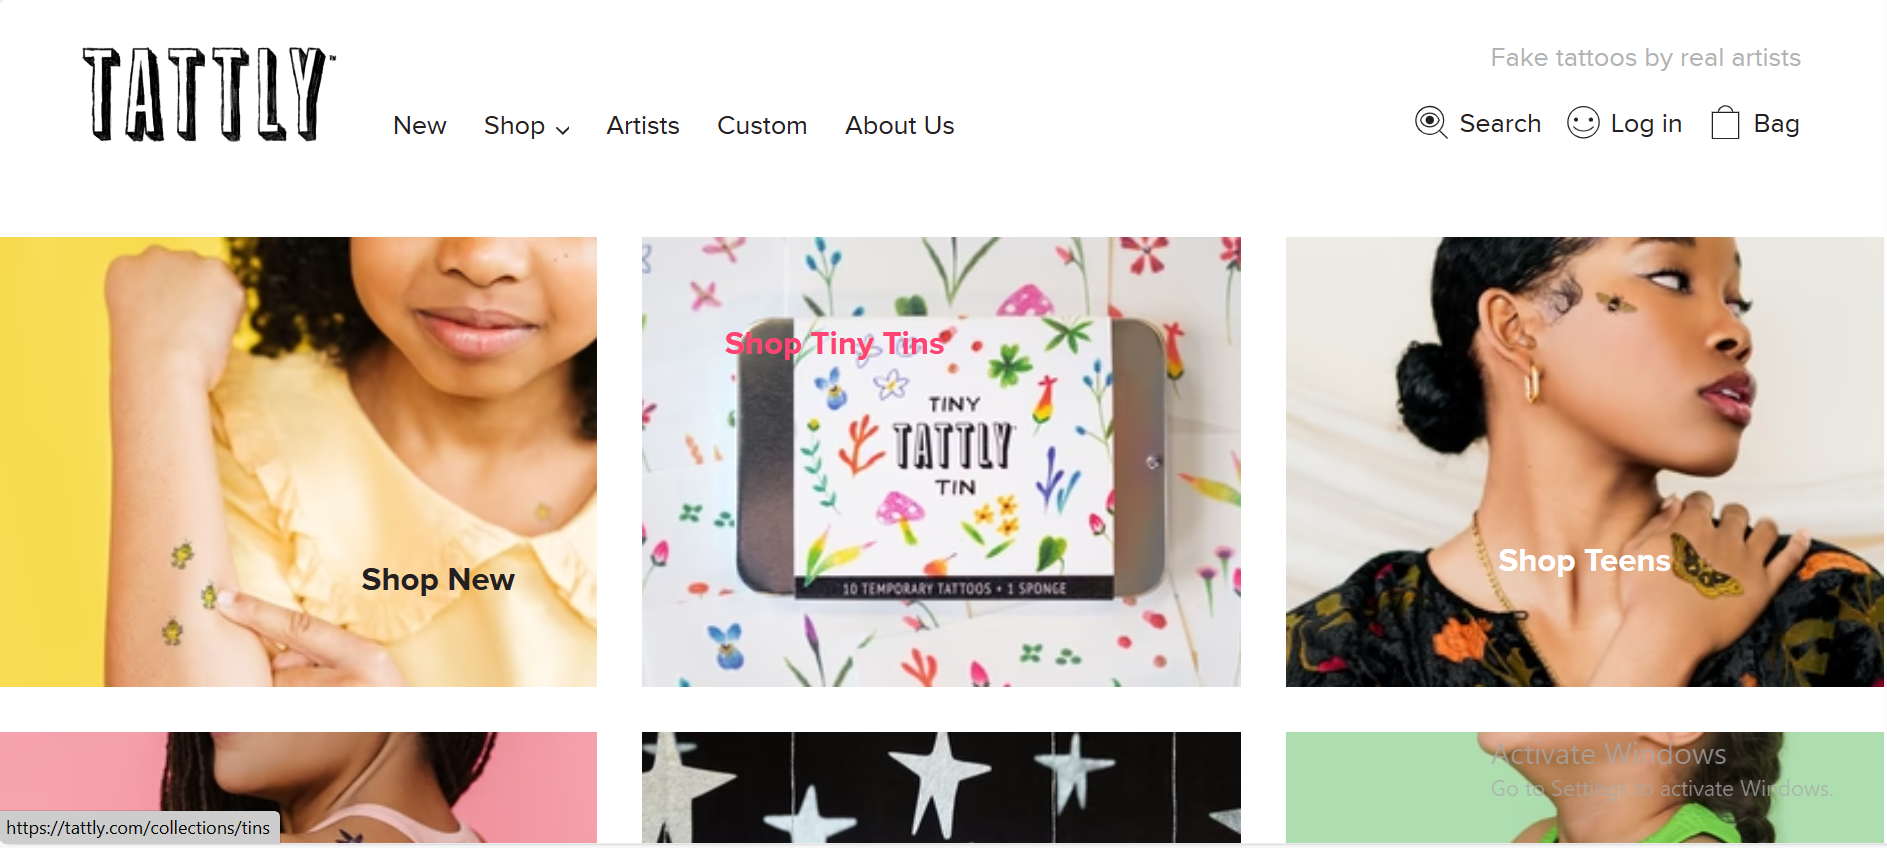 TATTLY™
Fake tattoos by real artists
New Shop Artists Custom About Us
Search Log in Bag
Shop New
Shop Tiny Tins
TINY
TATTLY
TIN
10 TEMPORARY TATTOOS + 1 SPONGE
Shop Teens
Activate Windows
Go to Settings to activate Windows.
https://tattly.com/collections/tins